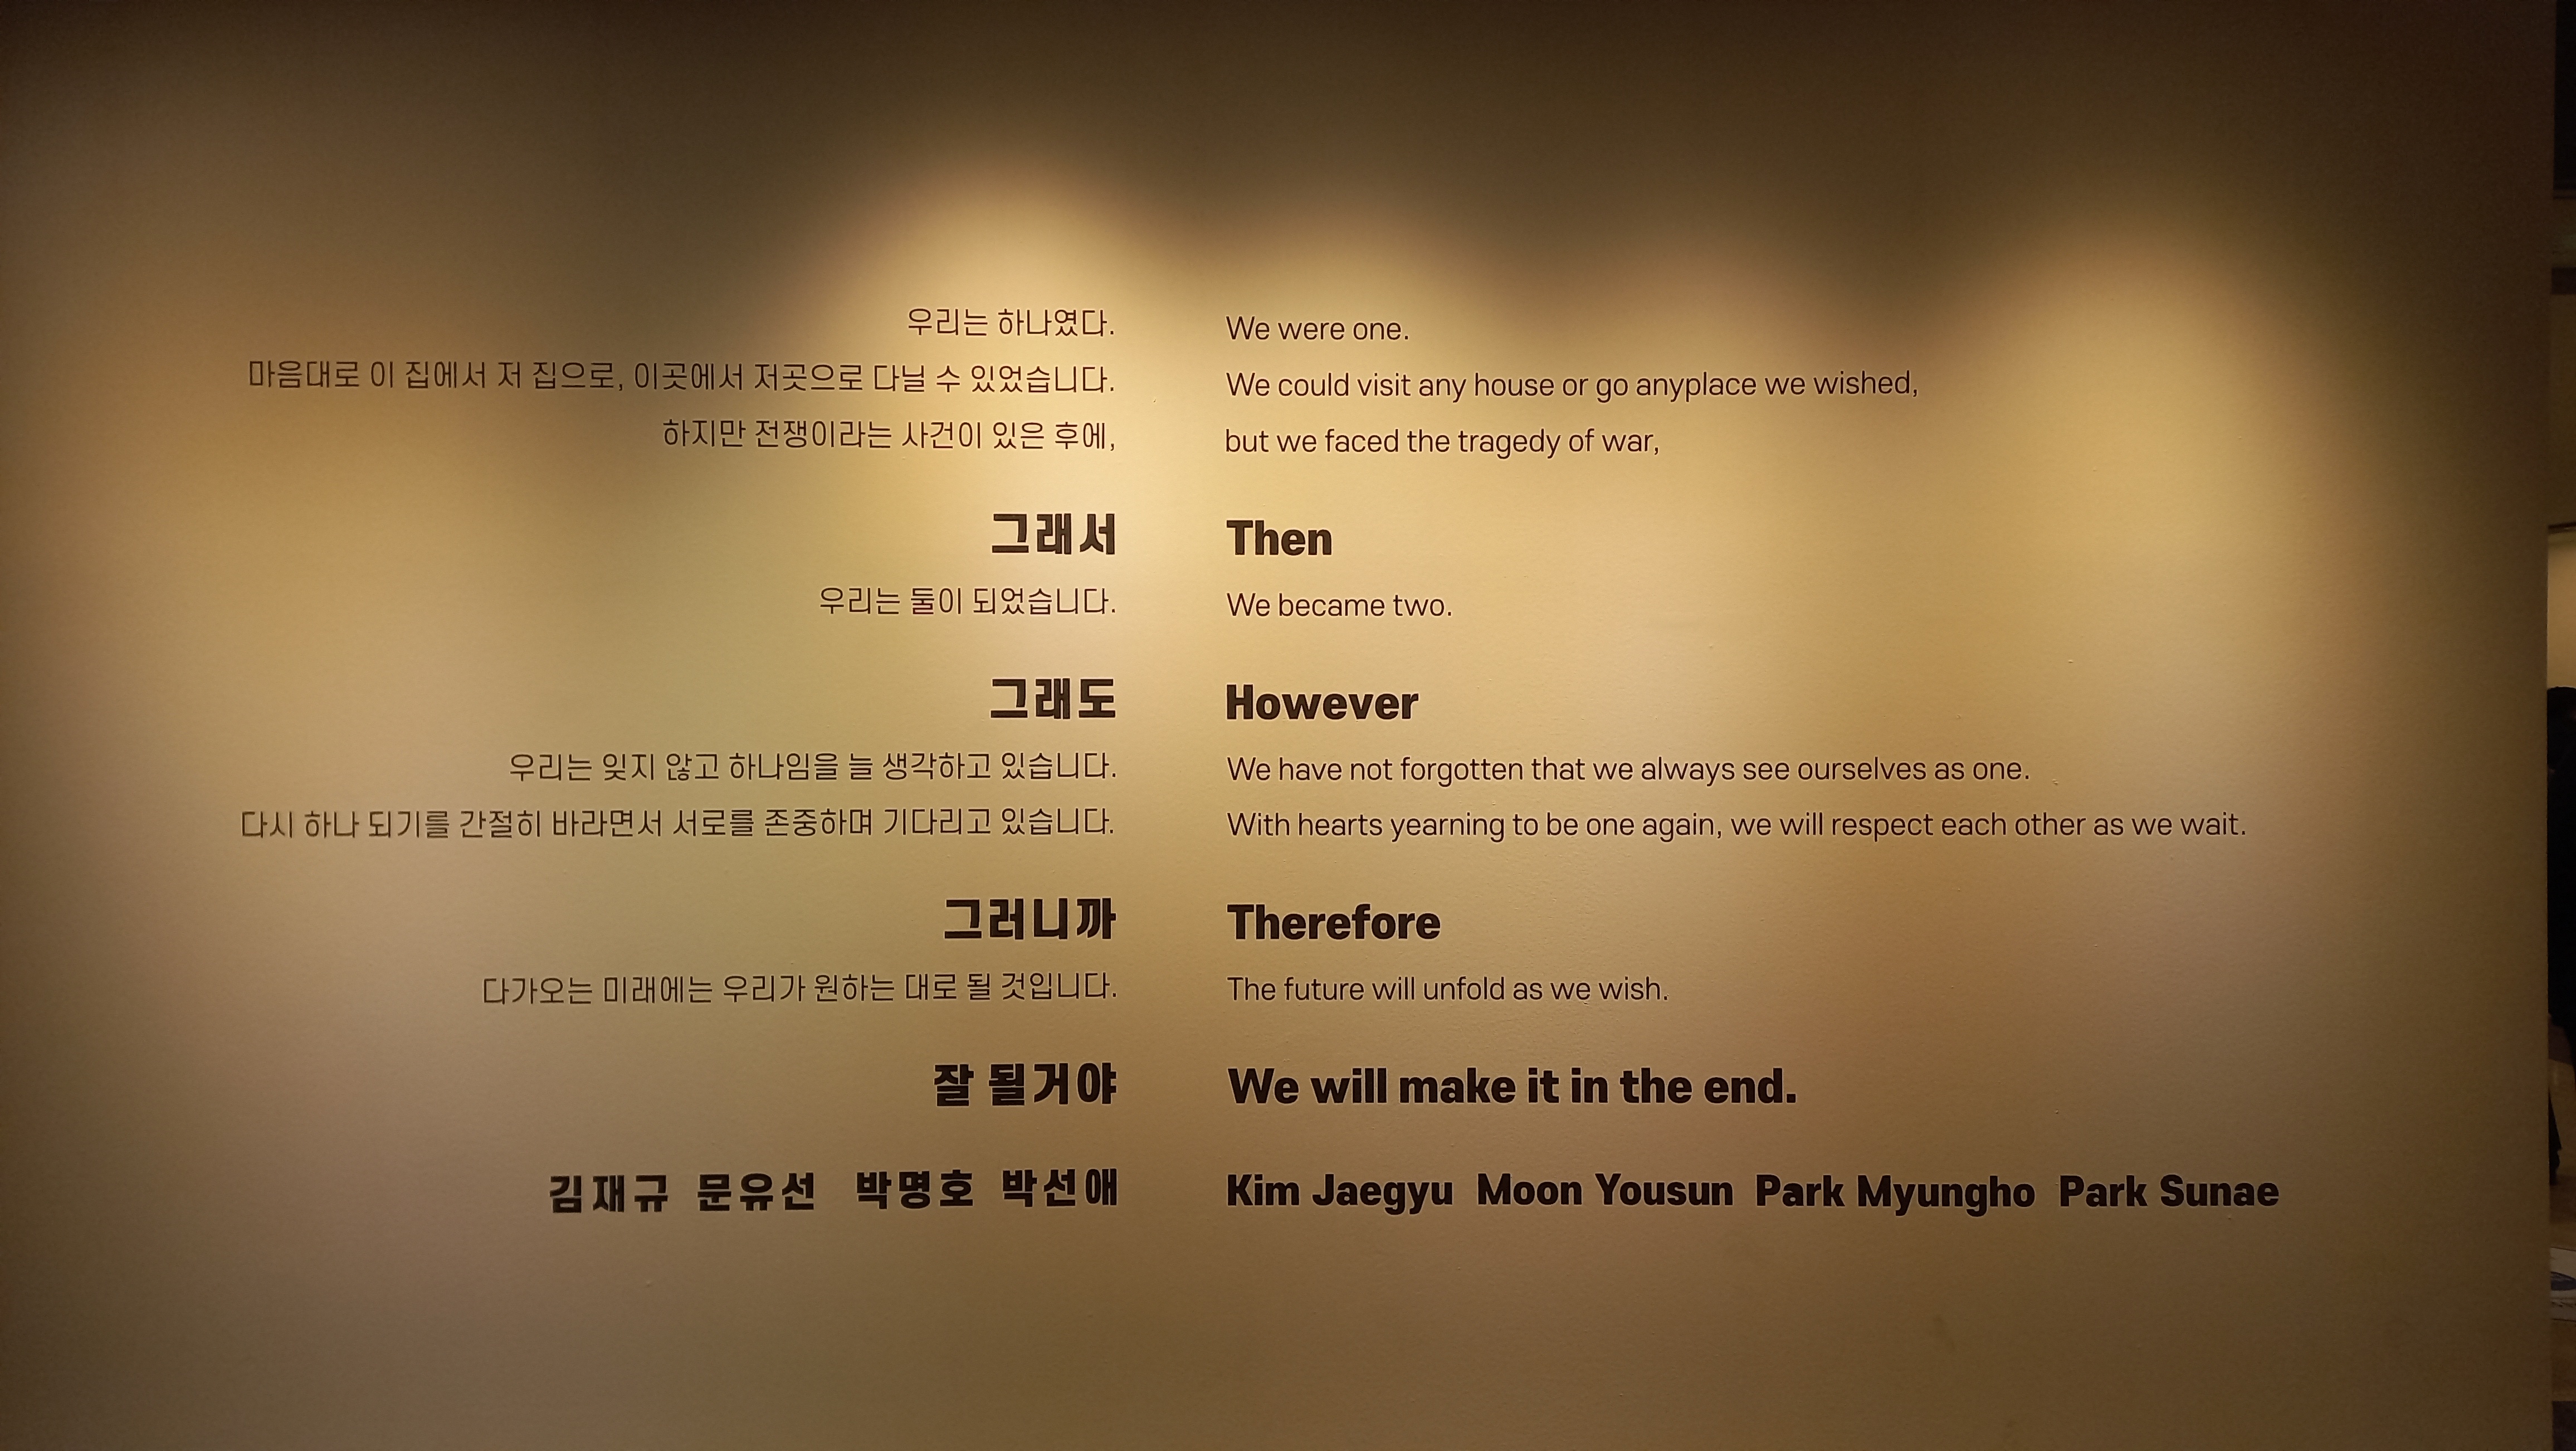 우리는 하나였다.
마음대로 이 집에서 저 집으로, 이곳에서 저곳으로 다닐 수 있었습니다.
하지만 전쟁이라는 사건이 있은 후에,
그래서
우리는 둘이 되었습니다.
그래도
우리는 잊지 않고 하나임을 늘 생각하고 있습니다.
다시 하나 되기를 간절히 바라면서 서로를 존중하며 기다리고 있습니다.
그러니까
다가오는 미래에는 우리가 원하는 대로 될 것입니다.
잘 될거야
김재규 문유선 박명호 박선애
We were one.
We could visit any house or go anyplace we wished,
but we faced the tragedy of war,
Then
We became two.
However
We have not forgotten that we always see ourselves as one.
With hearts yearning to be one again, we will respect each other as we wait.
Therefore
The future will unfold as we wish.
We will make it in the end.
Kim Jaegyu Moon Yousun Park Myungho Park Sunae